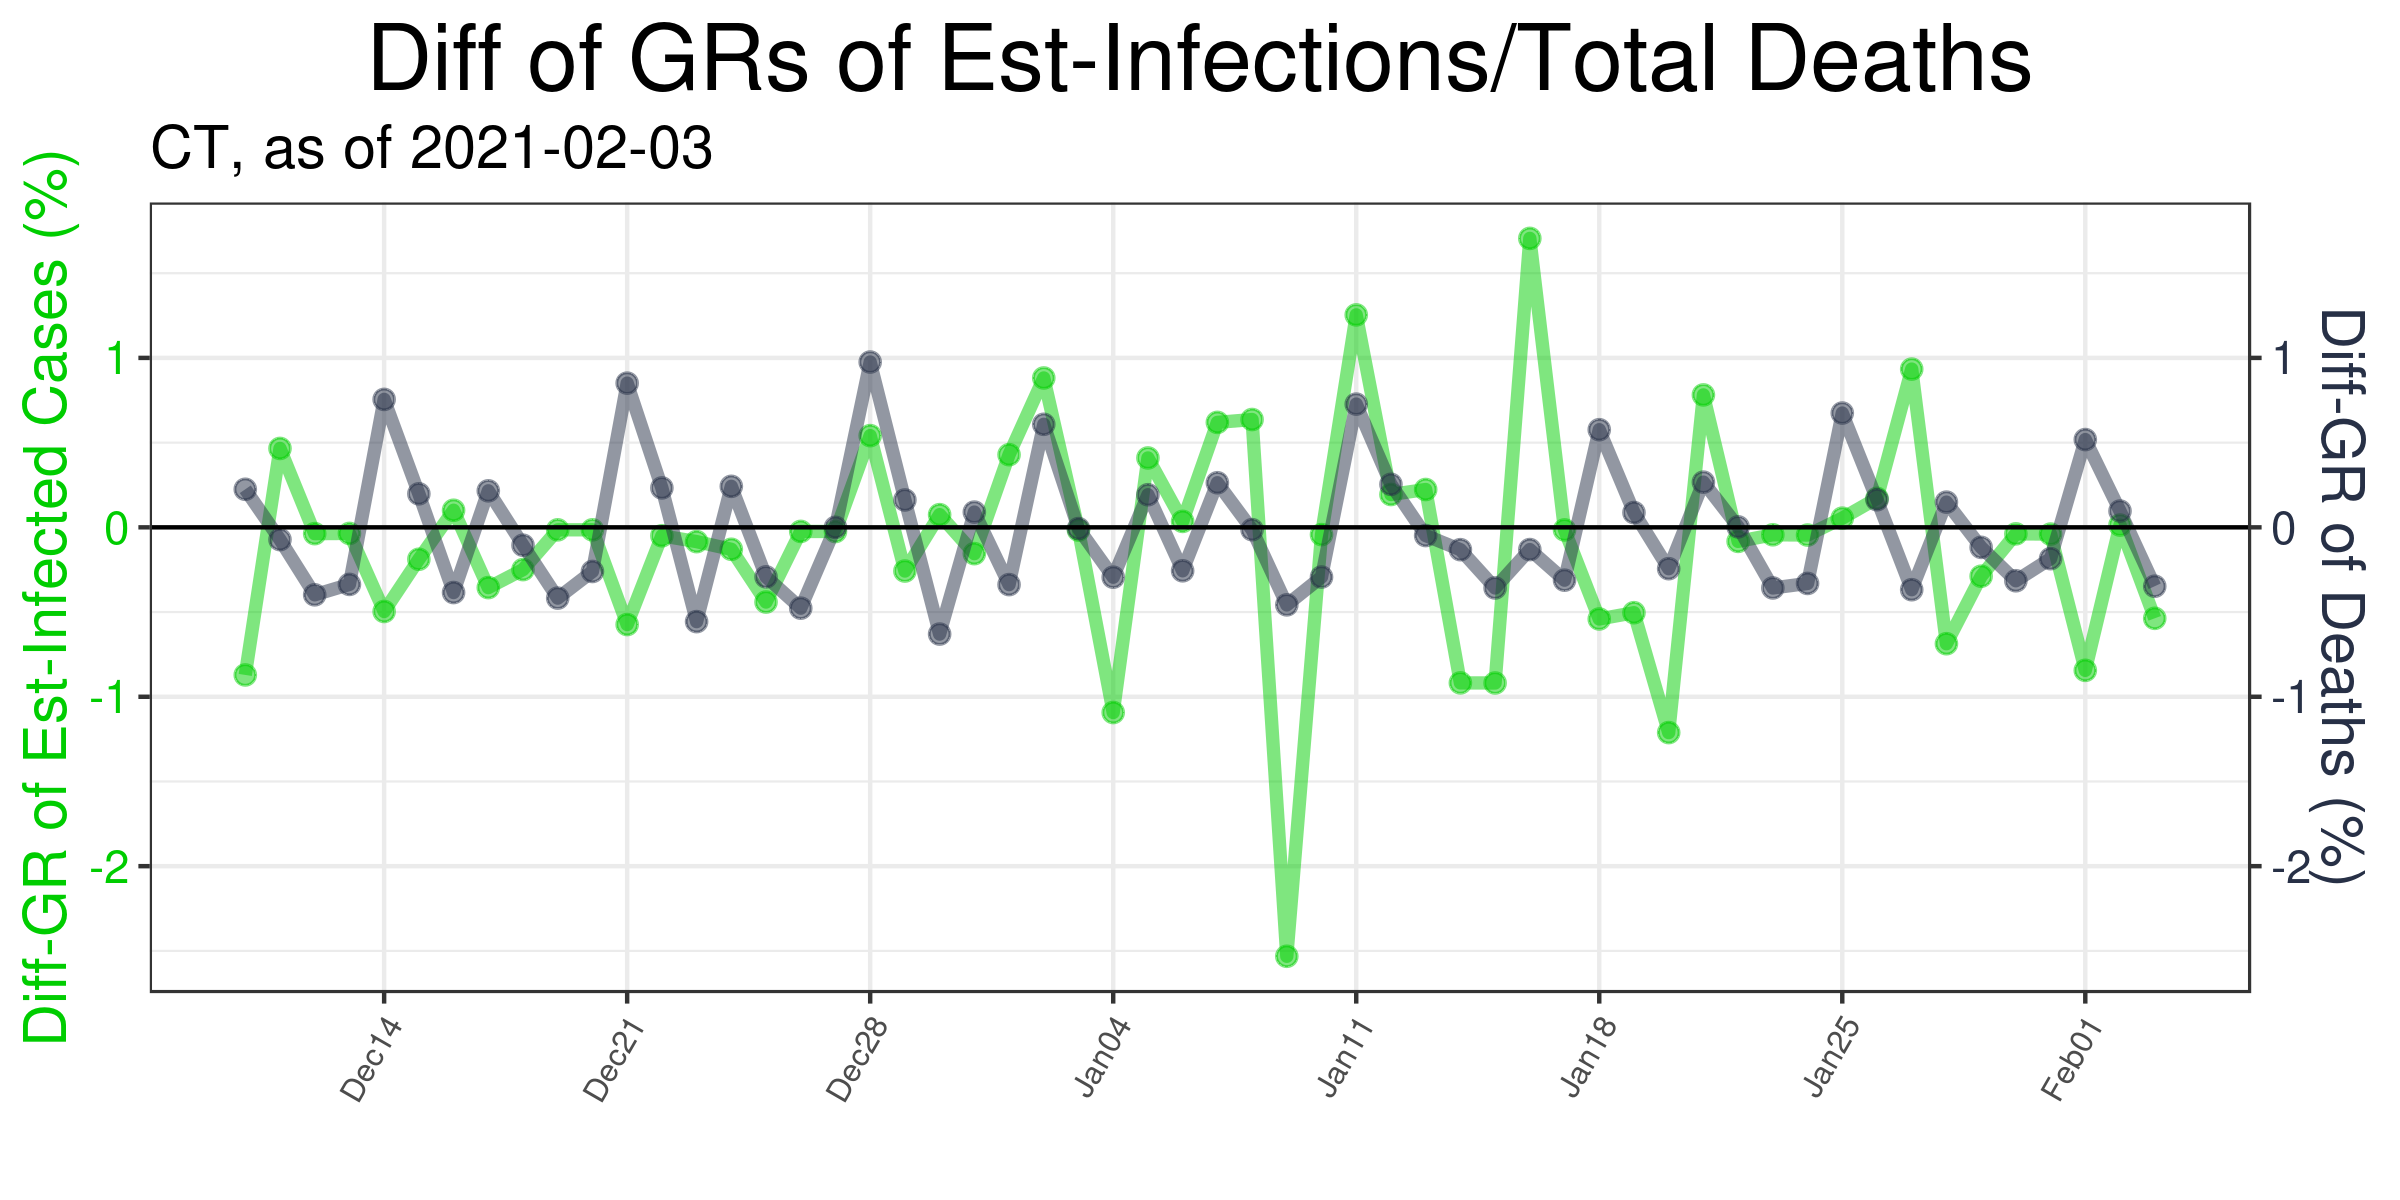 Diff of GRs of Est-Infections/Total Deaths
CT, as of 2021-02-03
Diff-GR of Est-Infected Cases (%)
1
0
-1
-2
1
0
-1
-2
Diff-GR of Deaths (%)
Dec14
Dec21
Dec28
Jan04
Jan11
Jan18
Jan25
Feb01